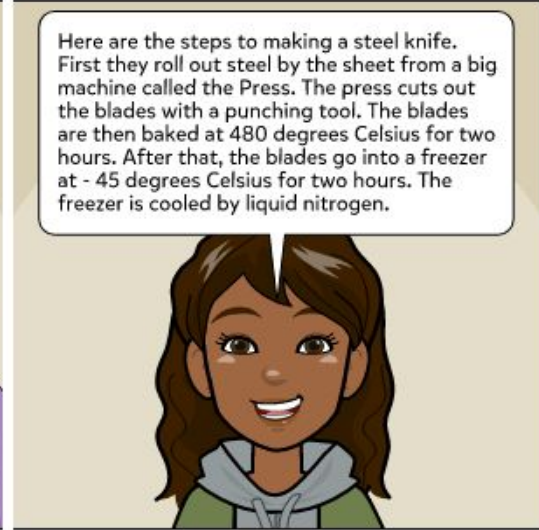 Here are the steps to making a steel knife.
First they roll out steel by the sheet from a big
machine called the Press. The press cuts out
the blades with a punching tool. The blades
are then baked at 480 degrees Celsius for two
hours. After that, the blades go into a freezer
at - 45 degrees Celsius for two hours. The
freezer is cooled by liquid nitrogen.